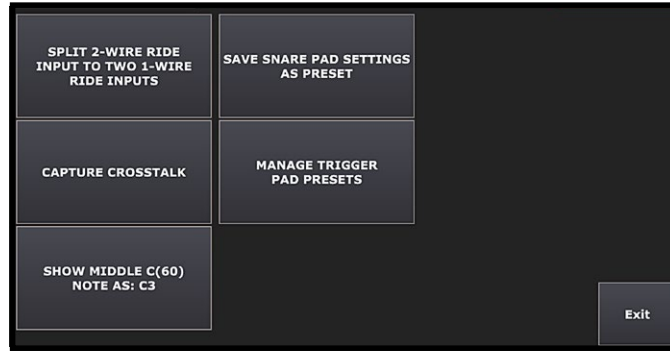 SPLIT 2-WIRE RIDE
INPUT TO TWO 1-WIRE
RIDE INPUTS
SAVE SNARE PAD SETTINGS
AS PRESET
CAPTURE CROSSTALK
MANAGE TRIGGER
PAD PRESETS
SHOW MIDDLE C(60)
NOTE AS: C3
Exit